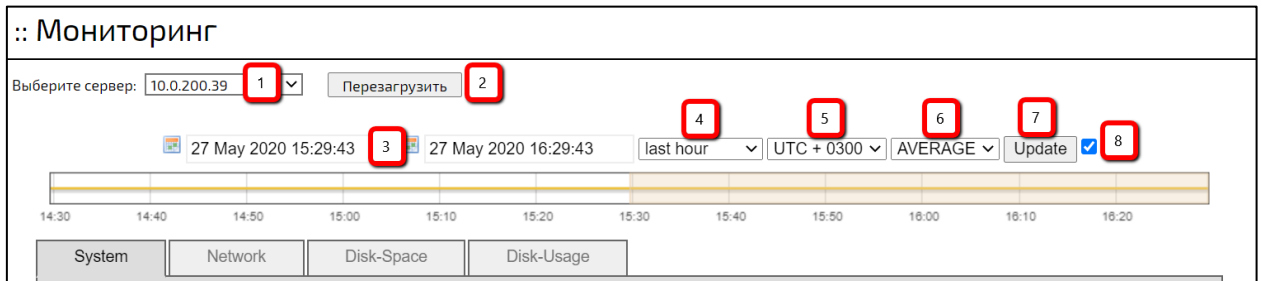 :: Мониторинг
Выберите сервер: 10.0.200.39 1 Перезагрузить 2
4 5 6 7
27 May 2020 15:29:43 3 27 May 2020 16:29:43 last hour UTC + 0300 AVERAGE Update 8
14:30 14:40 14:50 15:00 15:10 15:20 15:30 15:40 15:50 16:00 16:10 16:20
System Network Disk-Space Disk-Usage